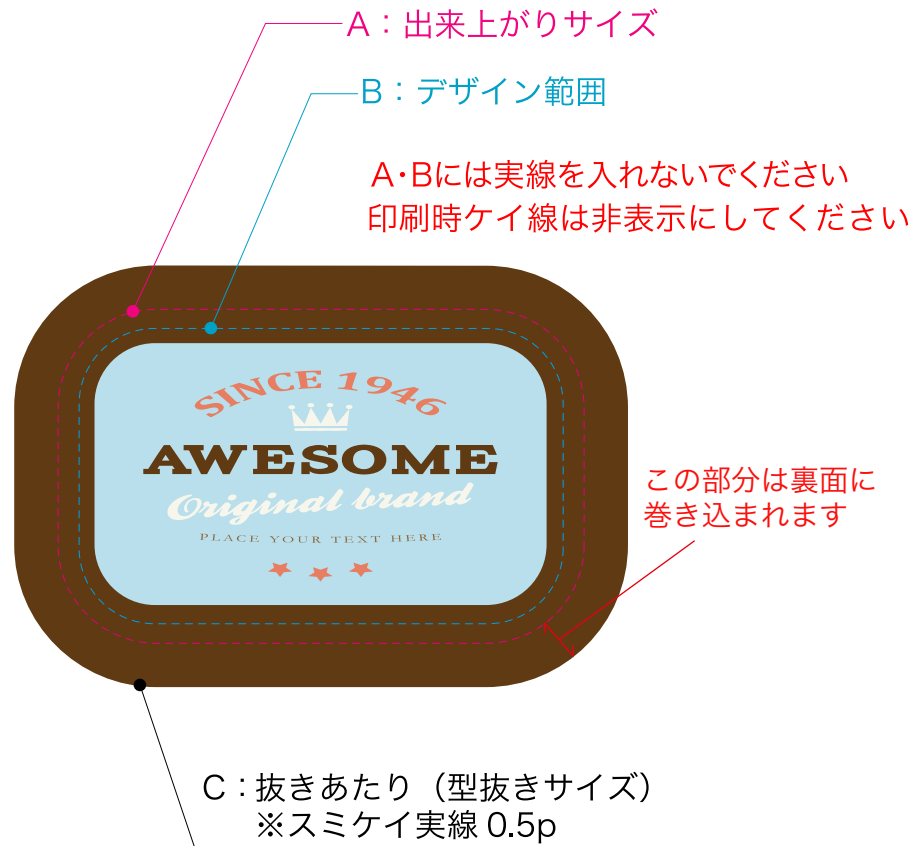 A：出来上がりサイズ
B：デザイン範囲
A・Bには実線を入れないでください
印刷時ケイ線は非表示にしてください
SINCE 1946
AWESOME
Original brand
PLACE YOUR TEXT HERE
この部分は裏面に
巻き込まれます
C：抜きあたり（型抜きサイズ）
※スミケイ実線 0.5p